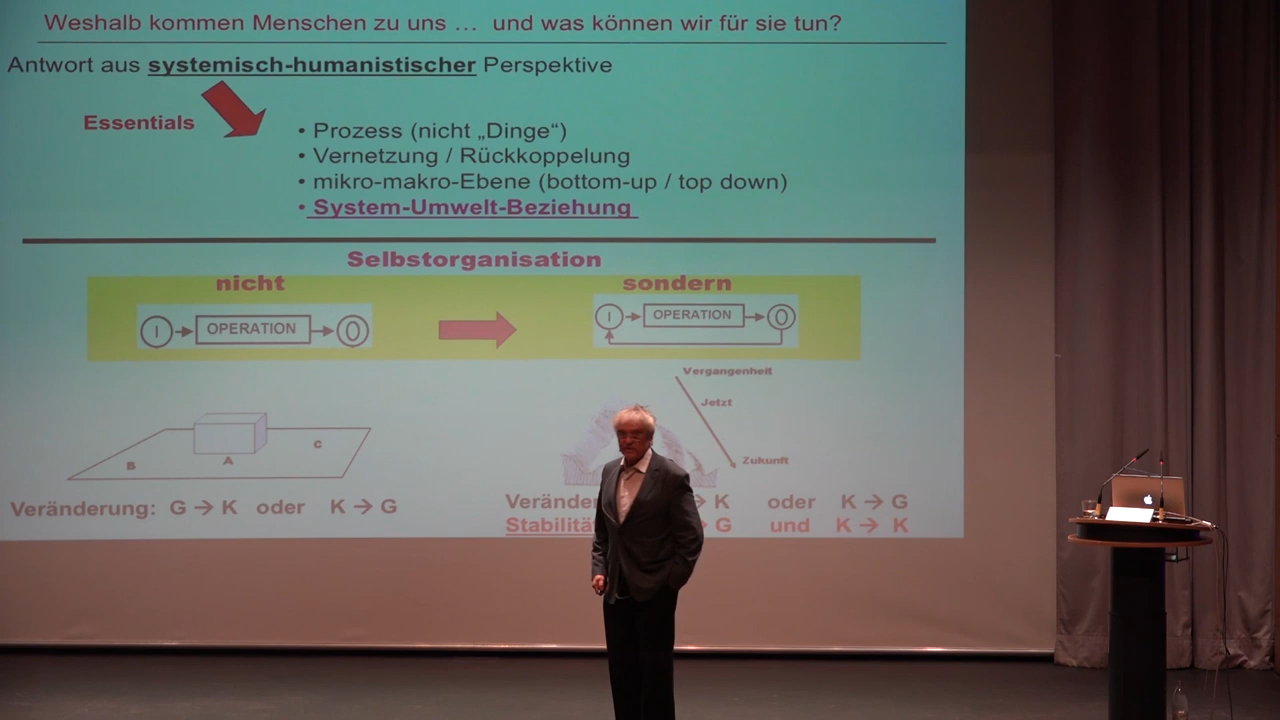 Weshalb kommen Menschen zu uns … und was können wir für sie tun?
Antwort aus systemisch-humanistischer Perspektive
Essentials
• Prozess (nicht „Dinge“)
• Vernetzung / Rückkoppelung
• mikro-makro-Ebene (bottom-up / top down)
• System-Umwelt-Beziehung
Selbstorganisation
nicht
sondern
I → OPERATION → O
I → OPERATION → O
Vergangenheit
Jetzt
Zukunft
B A C
Veränderung: G → K oder K → G
→ K oder K → G
→ G und K → K